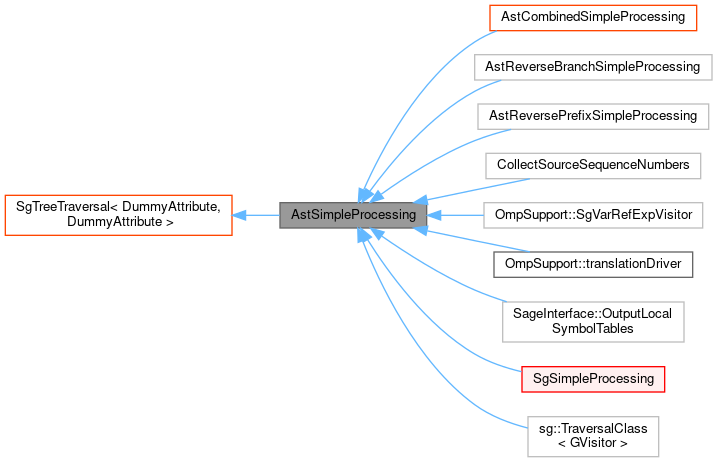 AstCombinedSimpleProcessing
AstReverseBranchSimpleProcessing
AstReversePrefixSimpleProcessing
CollectSourceSequenceNumbers
SgTreeTraversal< DummyAttribute,
DummyAttribute >
AstSimpleProcessing
OmpSupport::SgVarRefExpVisitor
OmpSupport::translationDriver
SageInterface::OutputLocal
SymbolTables
SgSimpleProcessing
sg::TraversalClass
< GVisitor >